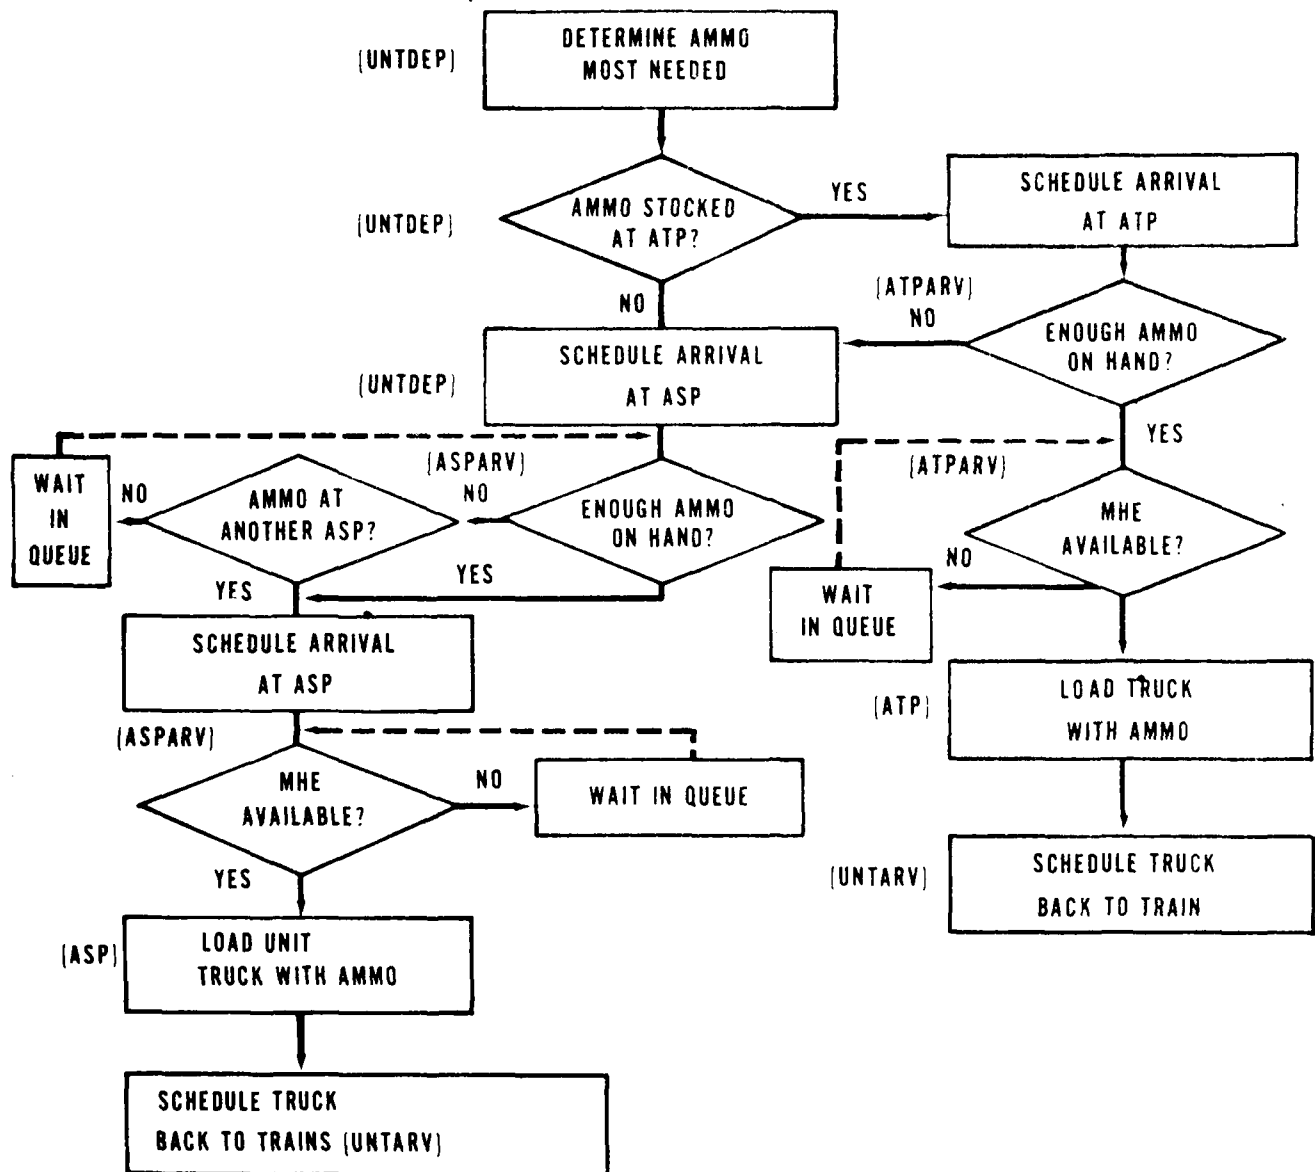 DETERMINE AMMO
(UNTDEP)
MOST NEEDED
AMMO STOCKED
AT ATP?
(UNTDEP)
YES
SCHEDULE ARRIVAL
AT ATP
NO
(ATPARV)
NO
ENOUGH AMMO
ON HAND?
SCHEDULE ARRIVAL
AT ASP
(UNTDEP)
YES
(ATPARV)
(ASPARV)
WAIT
IN
QUEUE
NO
AMMO AT
ANOTHER ASP?
NO
ENOUGH AMMO
ON HAND?
MHE
AVAILABLE?
NO
YES
YES
WAIT
IN QUEUE
SCHEDULE ARRIVAL
AT ASP
(ATP)
LOAD TRUCK
WITH AMMO
(ASPARV)
MHE
AVAILABLE?
NO
WAIT IN QUEUE
YES
(UNTARV)
SCHEDULE TRUCK
BACK TO TRAIN
(ASP)
LOAD UNIT
TRUCK WITH AMMO
SCHEDULE TRUCK
BACK TO TRAINS (UNTARV)